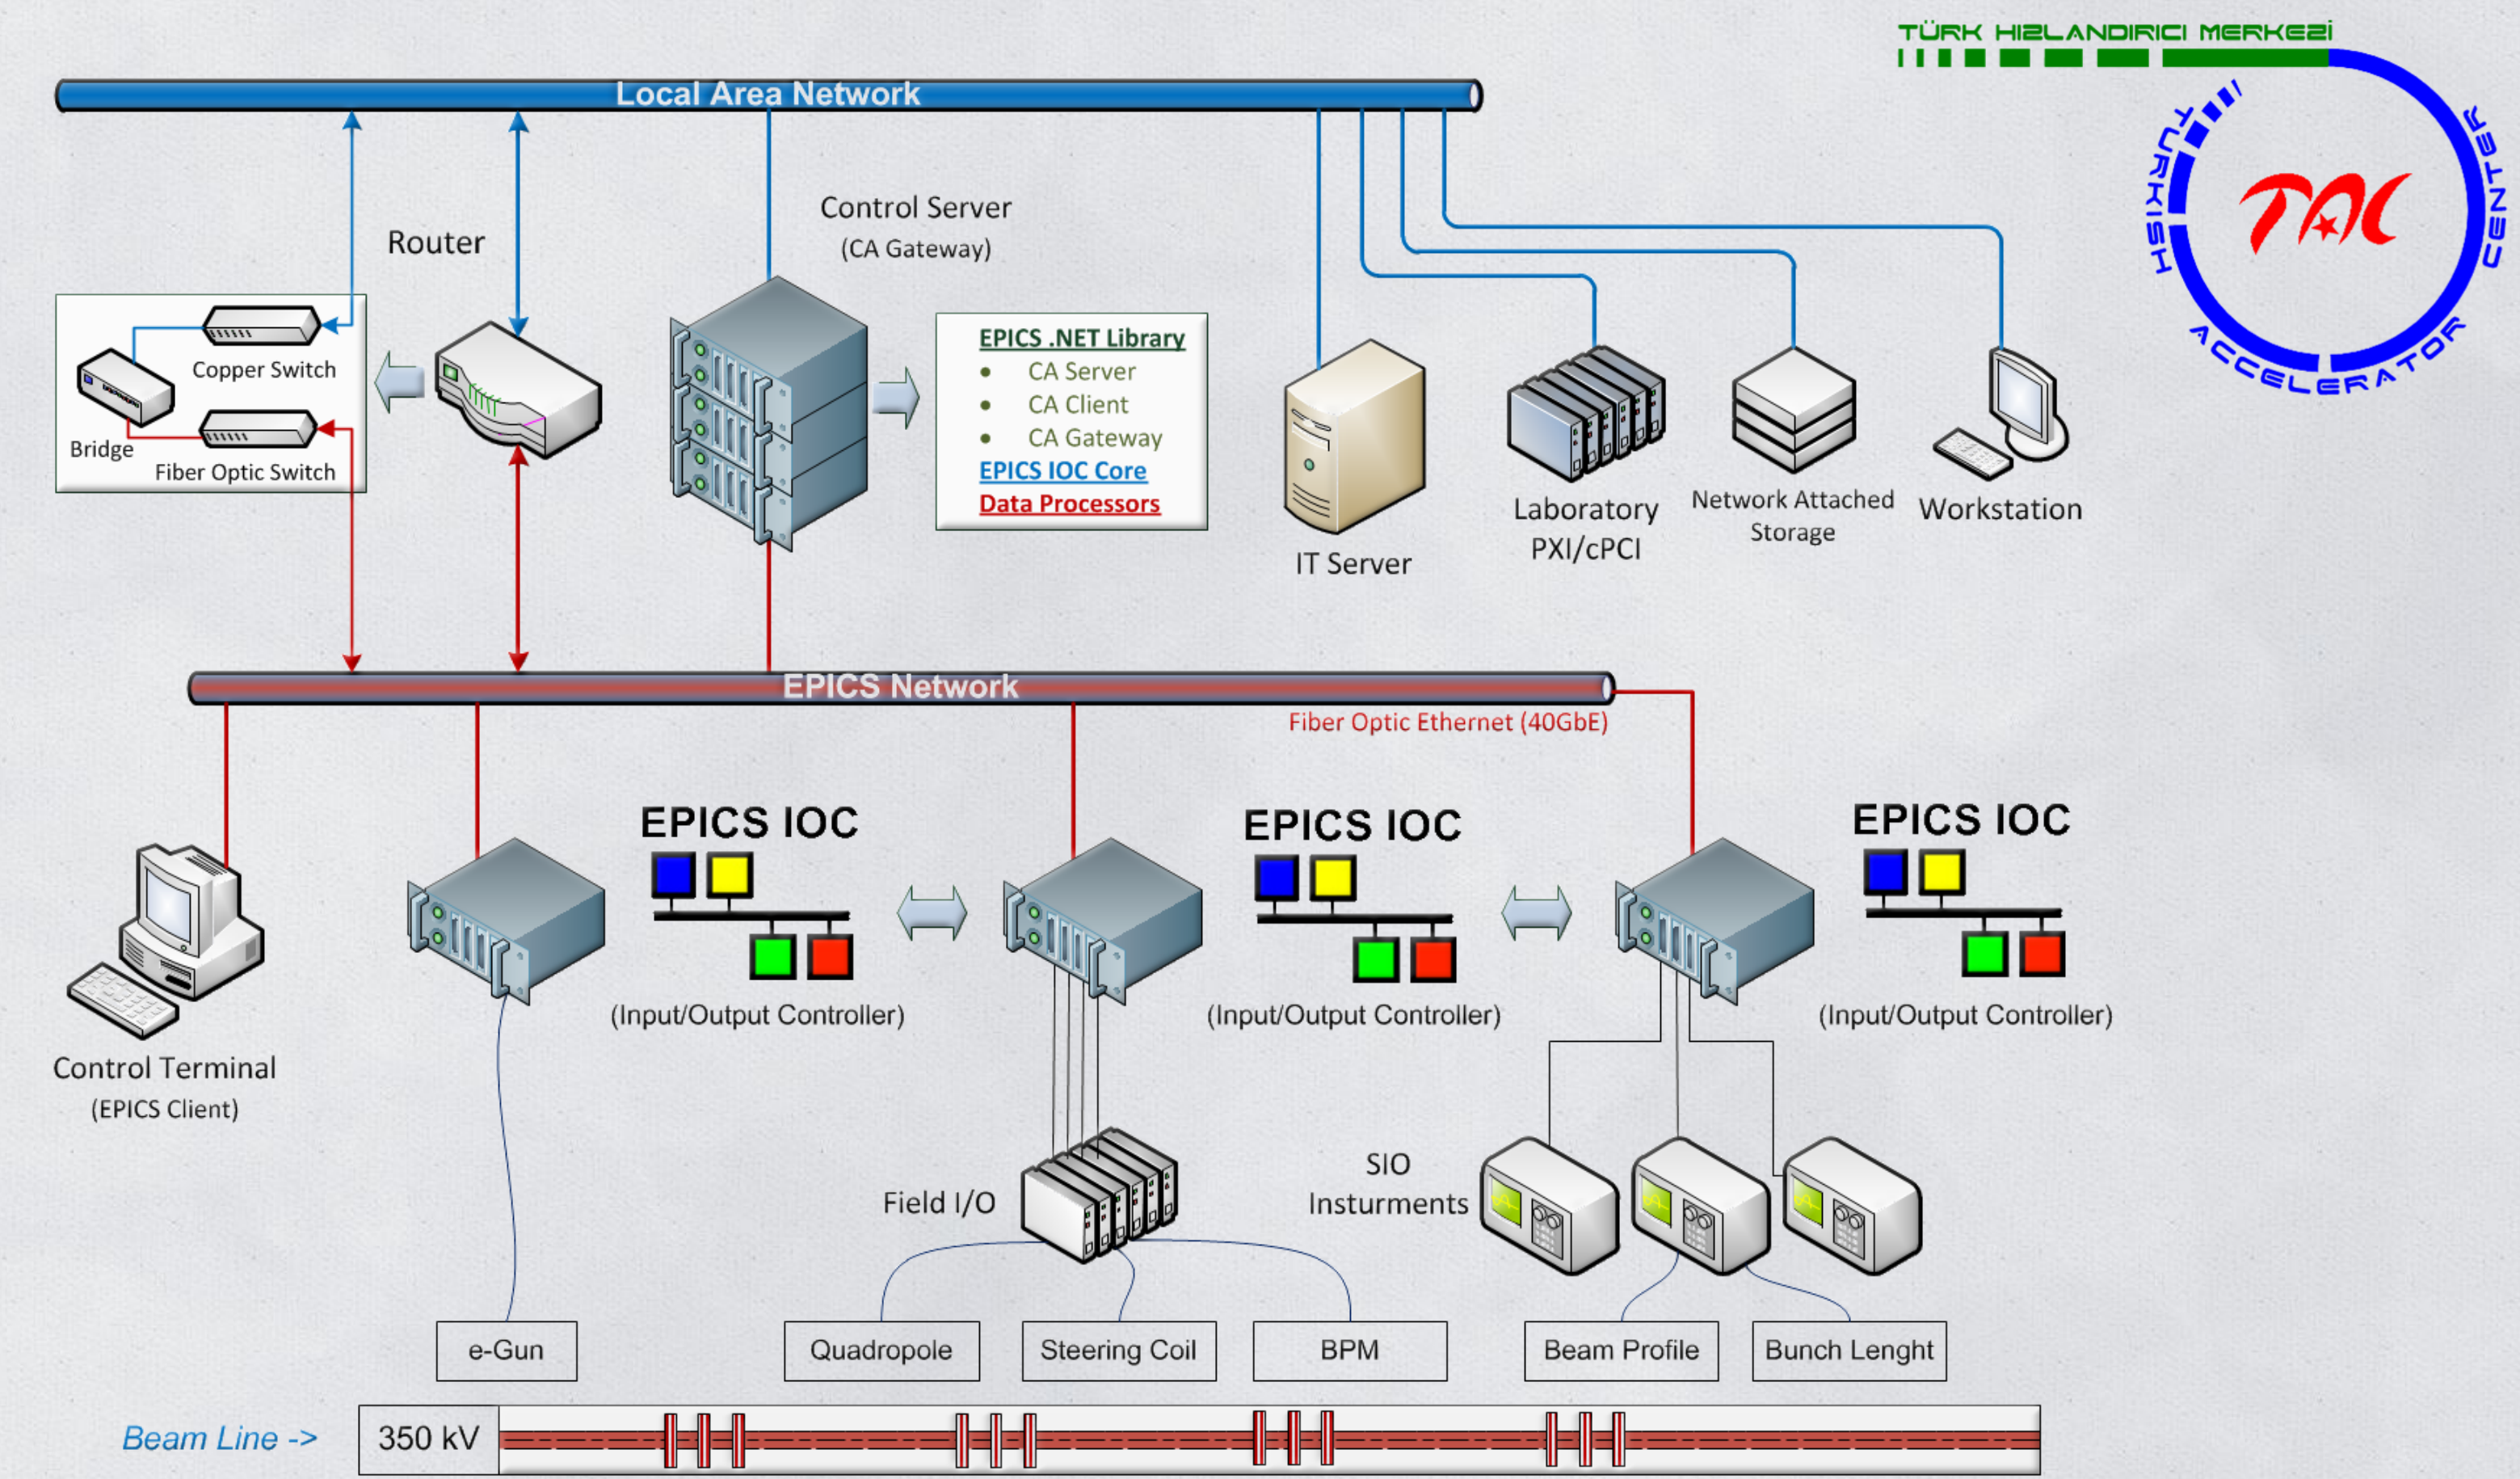 TÜRK HIZLANDIRICI MERKEZİ
TURKISH ACCELERATOR CENTER
TAC
Local Area Network
Control Server
(CA Gateway)
Router
Copper Switch
Bridge
Fiber Optic Switch
EPICS .NET Library
• CA Server
• CA Client
• CA Gateway
EPICS IOC Core
Data Processors
IT Server
Laboratory
PXI/cPCI
Network Attached
Storage
Workstation
EPICS Network
Fiber Optic Ethernet (40GbE)
EPICS IOC
(Input/Output Controller)
EPICS IOC
(Input/Output Controller)
EPICS IOC
(Input/Output Controller)
Control Terminal
(EPICS Client)
Field I/O
SIO
Insturments
e-Gun
Quadropole
Steering Coil
BPM
Beam Profile
Bunch Lenght
Beam Line ->
350 kV